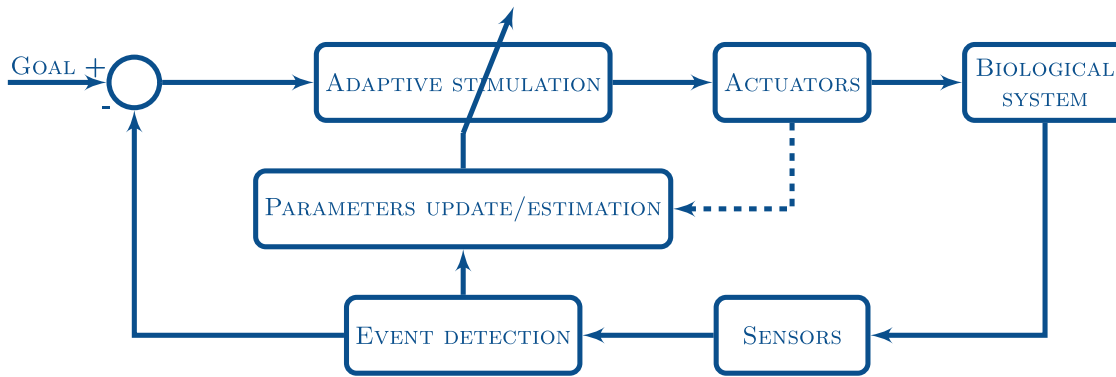 Goal +
-
Adaptive stimulation
Actuators
Biological
system
Parameters update/estimation
Event detection
Sensors